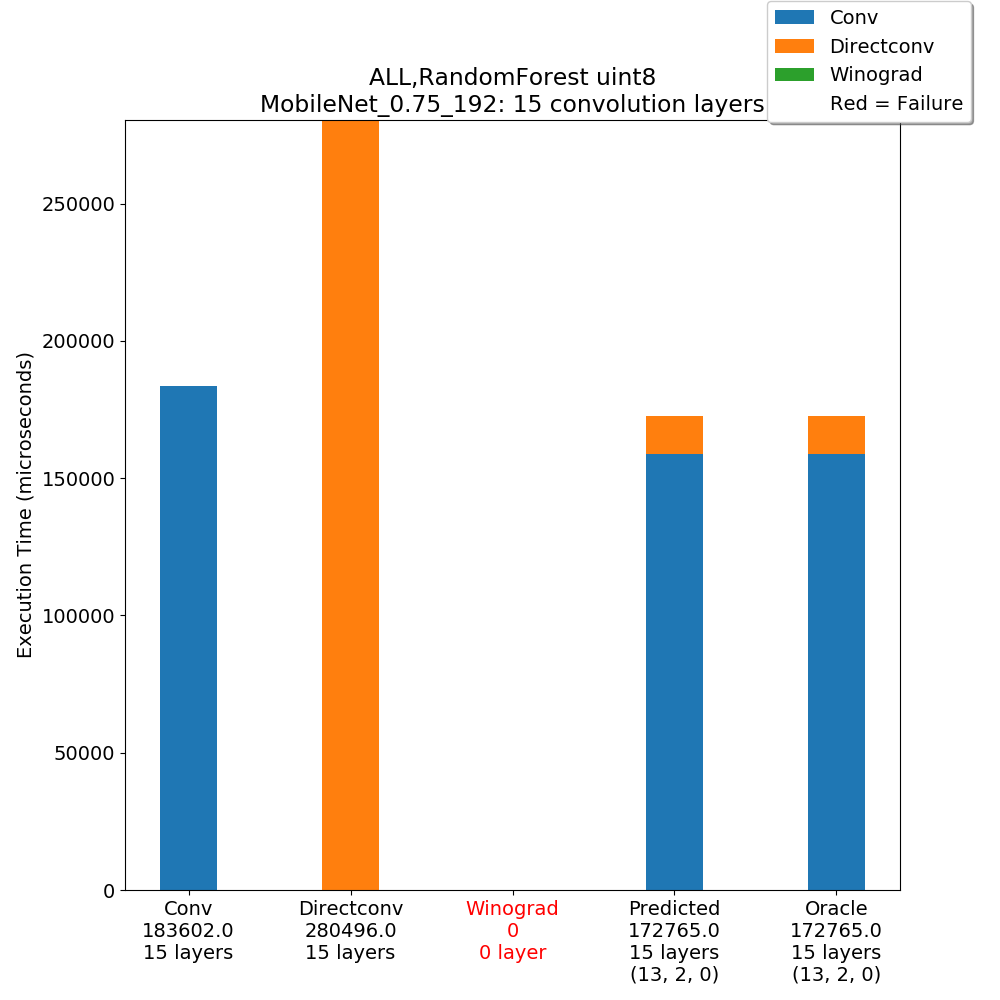 Conv
Directconv
Winograd
Red = Failure
ALL,RandomForest uint8
MobileNet_0.75_192: 15 convolution layers
Execution Time (microseconds)
250000
200000
150000
100000
50000
0
Conv
183602.0
15 layers
Directconv
280496.0
15 layers
Winograd
0
0 layer
Predicted
172765.0
15 layers
(13, 2, 0)
Oracle
172765.0
15 layers
(13, 2, 0)